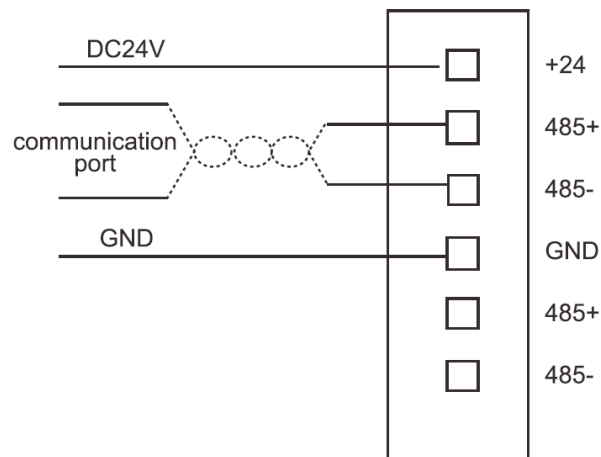 DC24V
+24
485+
communication
port
485-
GND
GND
485+
485-